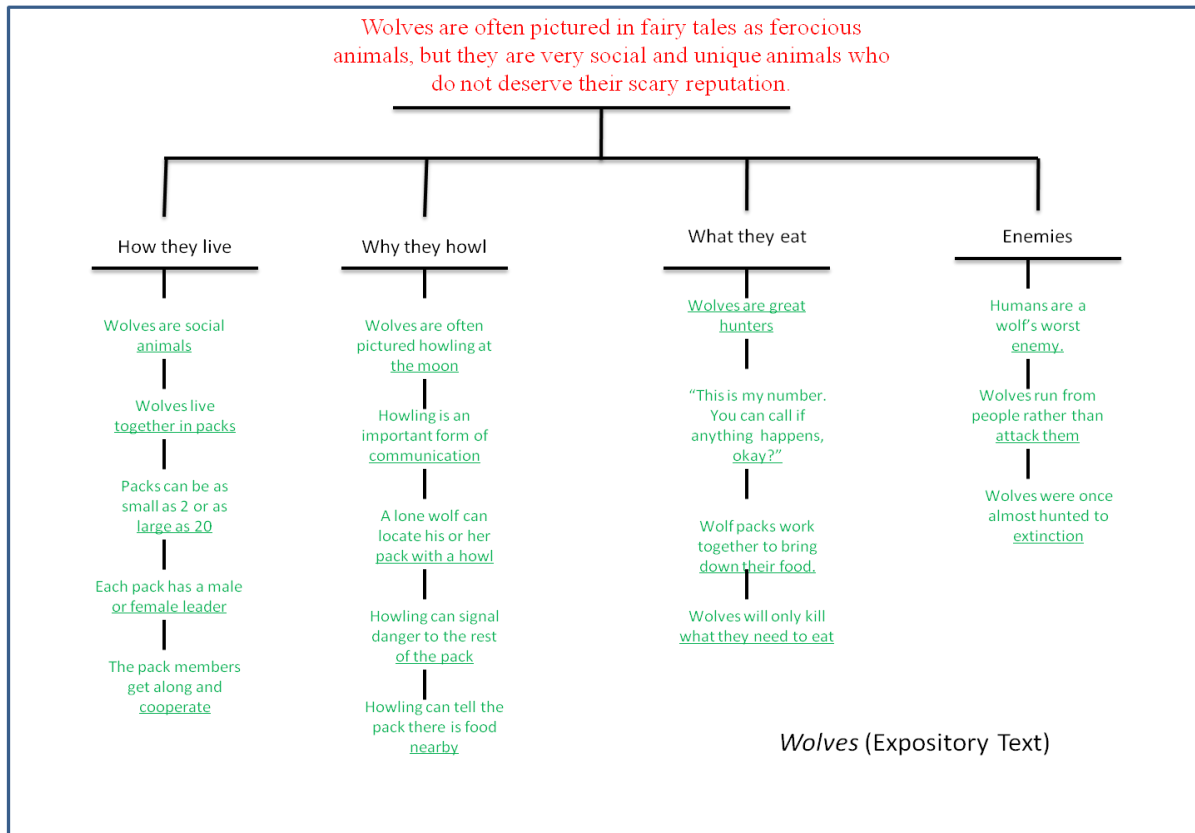 Wolves are often pictured in fairy tales as ferocious
animals, but they are very social and unique animals who
do not deserve their scary reputation.
How they live
Wolves are social
animals
Wolves live
together in packs
Packs can be as
small as 2 or as
large as 20
Each pack has a male
or female leader
The pack members
get along and
cooperate
Why they howl
Wolves are often
pictured howling at
the moon
Howling is an
important form of
communication
A lone wolf can
locate his or her
pack with a howl
Howling can signal
danger to the rest
of the pack
Howling can tell the
pack there is food
nearby
What they eat
Wolves are great
hunters
“This is my number.
You can call if
anything happens,
okay?”
Wolf packs work
together to bring
down their food.
Wolves will only kill
what they need to eat
Enemies
Humans are a
wolf’s worst
enemy.
Wolves run from
people rather than
attack them
Wolves were once
almost hunted to
extinction
Wolves (Expository Text)